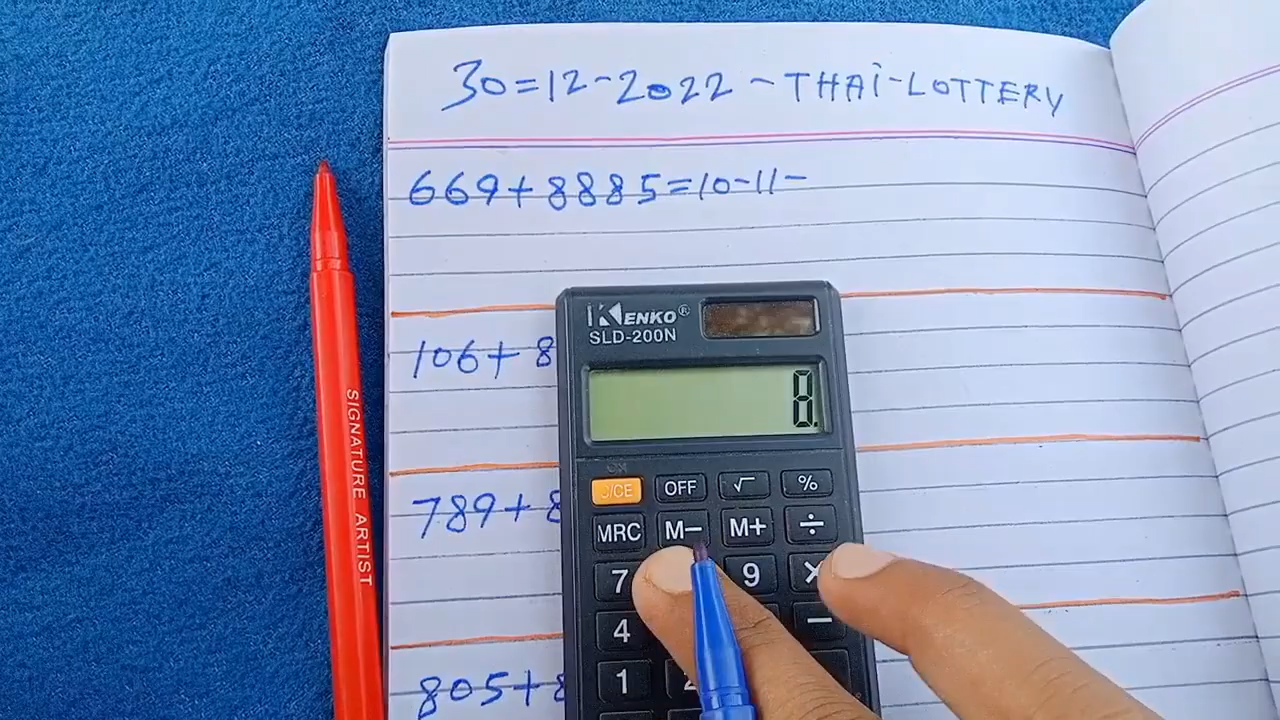 30=12-2022-THAi-LOTTERY
669+8885=10-11-
KENKO®
SLD-200N
106+8
8.
789+8
ON
C/CE OFF √ %
MRC M- M+ ÷
7 9 ×
4 −
1 2
805+8
SIGNATURE ARTIST